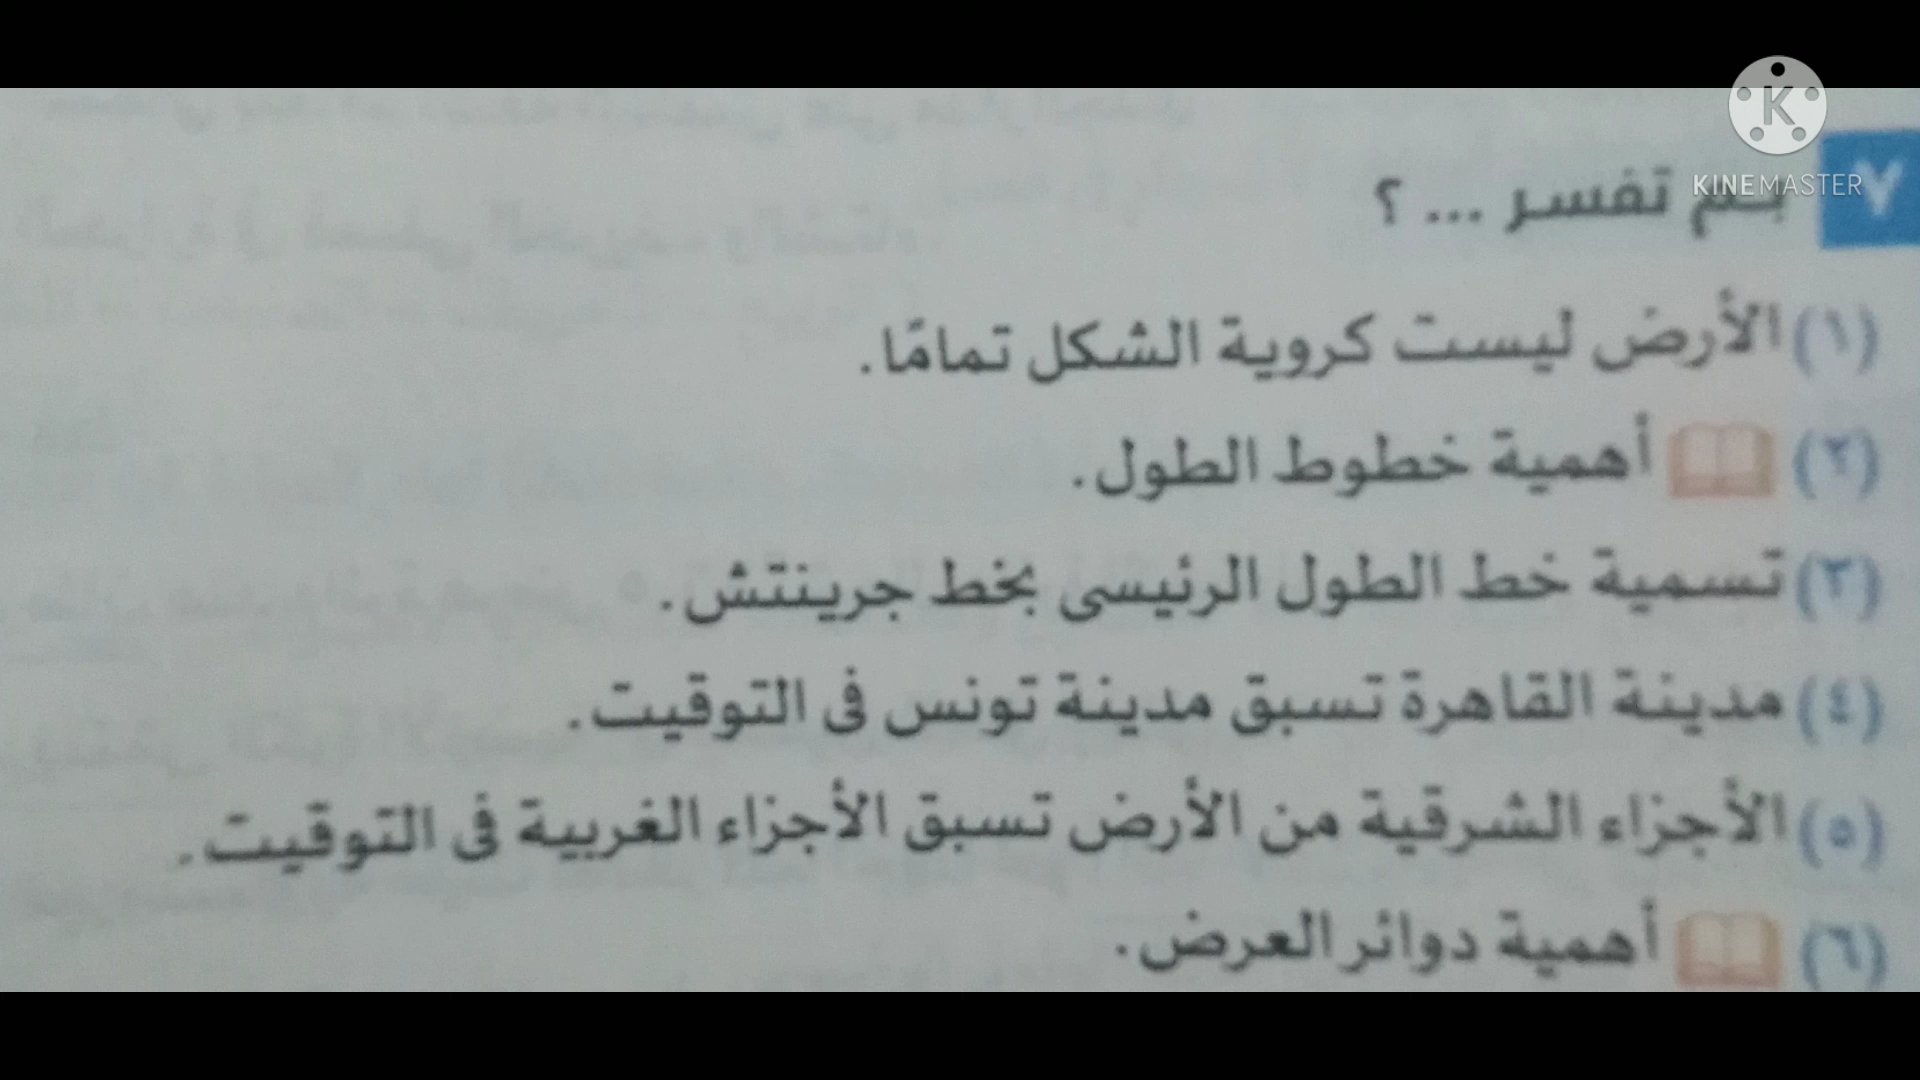 KINEMASTER
٧ بم تفسر ... ؟
(١) الأرض ليست كروية الشكل تمامًا.
(٢) أهمية خطوط الطول.
(٣) تسمية خط الطول الرئيسى بخط جرينتش.
(٤) مدينة القاهرة تسبق مدينة تونس فى التوقيت.
(٥) الأجزاء الشرقية من الأرض تسبق الأجزاء الغربية فى التوقيت.
(٦) أهمية دوائر العرض.